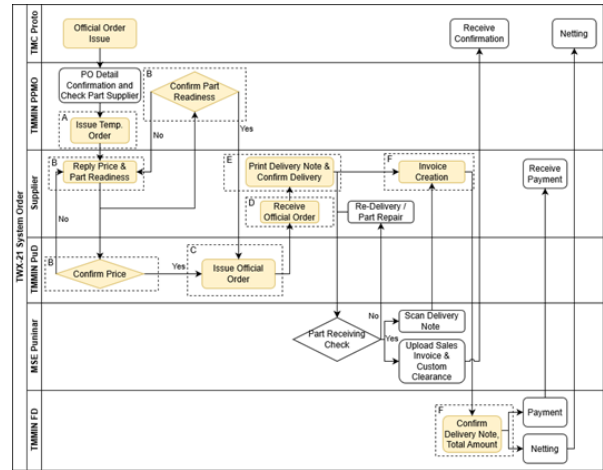 TWX-21 System Order
TMC Proto
Official Order
Issue
Receive
Confirmation
Netting
TMMIN PPMO
PO Detail
Confirmation and
Check Part Supplier
B
Confirm Part
Readiness
A
Issue Temp.
Order
No
Yes
Supplier
B
Reply Price &
Part Readiness
E
Print Delivery Note &
Confirm Delivery
F
Invoice
Creation
Receive
Payment
D
Receive
Official Order
Re-Delivery /
Part Repair
No
TMMIN PuD
B
Confirm Price
Yes
C
Issue Official
Order
MSE Puninar
Part Receiving
Check
No
Yes
Scan Delivery
Note
Upload Sales
Invoice &
Custom
Clearance
TMMIN FD
F
Confirm
Delivery Note,
Total Amount
Payment
Netting